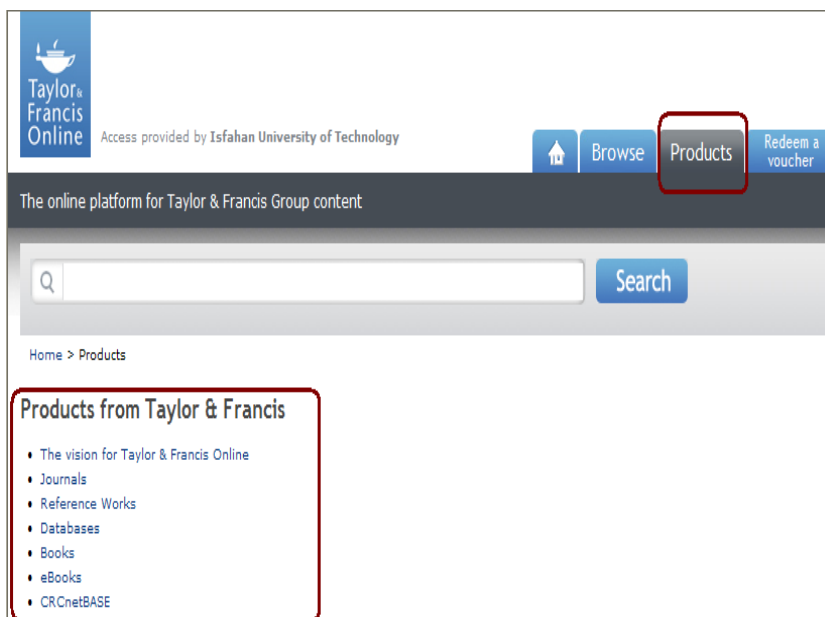 Taylor &
Francis
Online
Access provided by Isfahan University of Technology
Browse
Products
Redeem a
voucher
The online platform for Taylor & Francis Group content
Search
Home > Products
Products from Taylor & Francis
• The vision for Taylor & Francis Online
• Journals
• Reference Works
• Databases
• Books
• eBooks
• CRCnetBASE